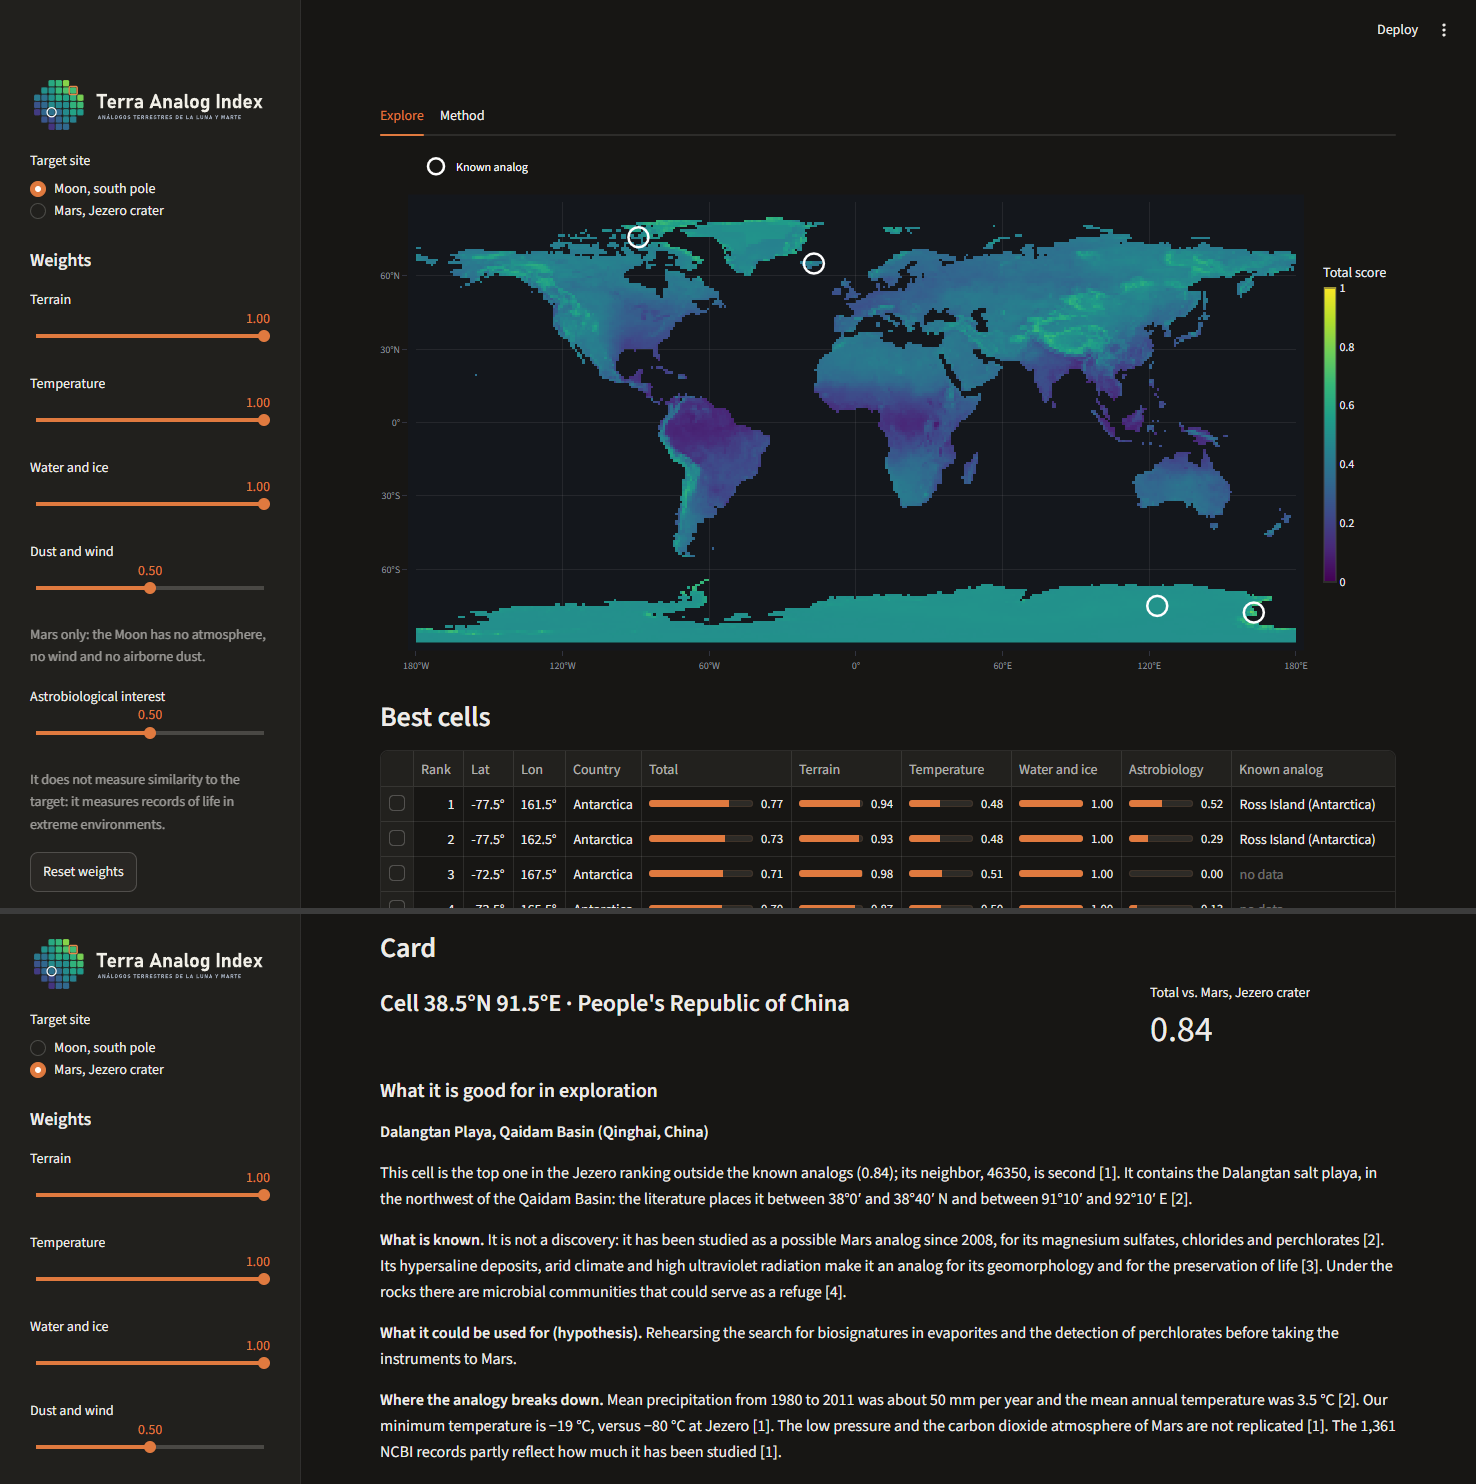 Deploy
Terra Analog Index
ANÁLOGOS TERRESTRES DE LA LUNA Y MARTE
Target site
Moon, south pole
Mars, Jezero crater
Weights
Terrain
1.00
Temperature
1.00
Water and ice
1.00
Dust and wind
0.50
Mars only: the Moon has no atmosphere,
no wind and no airborne dust.
Astrobiological interest
0.50
It does not measure similarity to the
target: it measures records of life in
extreme environments.
Reset weights
Explore Method
Known analog
60°N
30°N
0°
30°S
60°S
180°W 120°W 60°W 0° 60°E 120°E 180°E
Total score
1
0.8
0.6
0.4
0.2
0
Best cells
Rank Lat Lon Country Total Terrain Temperature Water and ice Astrobiology Known analog
1 -77.5° 161.5° Antarctica 0.77 0.94 0.48 1.00 0.52 Ross Island (Antarctica)
2 -77.5° 162.5° Antarctica 0.73 0.93 0.48 1.00 0.29 Ross Island (Antarctica)
3 -72.5° 167.5° Antarctica 0.71 0.98 0.51 1.00 0.00 no data
Terra Analog Index
ANÁLOGOS TERRESTRES DE LA LUNA Y MARTE
Target site
Moon, south pole
Mars, Jezero crater
Weights
Terrain
1.00
Temperature
1.00
Water and ice
1.00
Dust and wind
0.50
Card
Cell 38.5°N 91.5°E · People's Republic of China
Total vs. Mars, Jezero crater
0.84
What it is good for in exploration
Dalangtan Playa, Qaidam Basin (Qinghai, China)
This cell is the top one in the Jezero ranking outside the known analogs (0.84); its neighbor, 46350, is second [1]. It contains the Dalangtan salt playa, in
the northwest of the Qaidam Basin: the literature places it between 38°0′ and 38°40′ N and between 91°10′ and 92°10′ E [2].
What is known. It is not a discovery: it has been studied as a possible Mars analog since 2008, for its magnesium sulfates, chlorides and perchlorates [2].
Its hypersaline deposits, arid climate and high ultraviolet radiation make it an analog for its geomorphology and for the preservation of life [3]. Under the
rocks there are microbial communities that could serve as a refuge [4].
What it could be used for (hypothesis). Rehearsing the search for biosignatures in evaporites and the detection of perchlorates before taking the
instruments to Mars.
Where the analogy breaks down. Mean precipitation from 1980 to 2011 was about 50 mm per year and the mean annual temperature was 3.5 °C [2]. Our
minimum temperature is −19 °C, versus −80 °C at Jezero [1]. The low pressure and the carbon dioxide atmosphere of Mars are not replicated [1]. The 1,361
NCBI records partly reflect how much it has been studied [1].